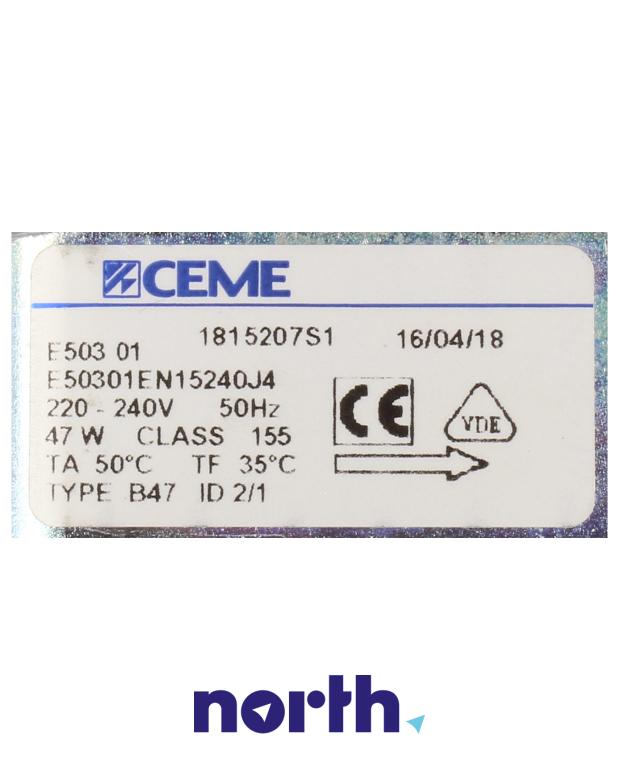 CEME
E503 01 1815207S1 16/04/18
E50301EN15240J4
220 - 240V 50Hz
47 W CLASS 155
TA 50°C TF 35°C
TYPE B47 ID 2/1
CE
VDE
north